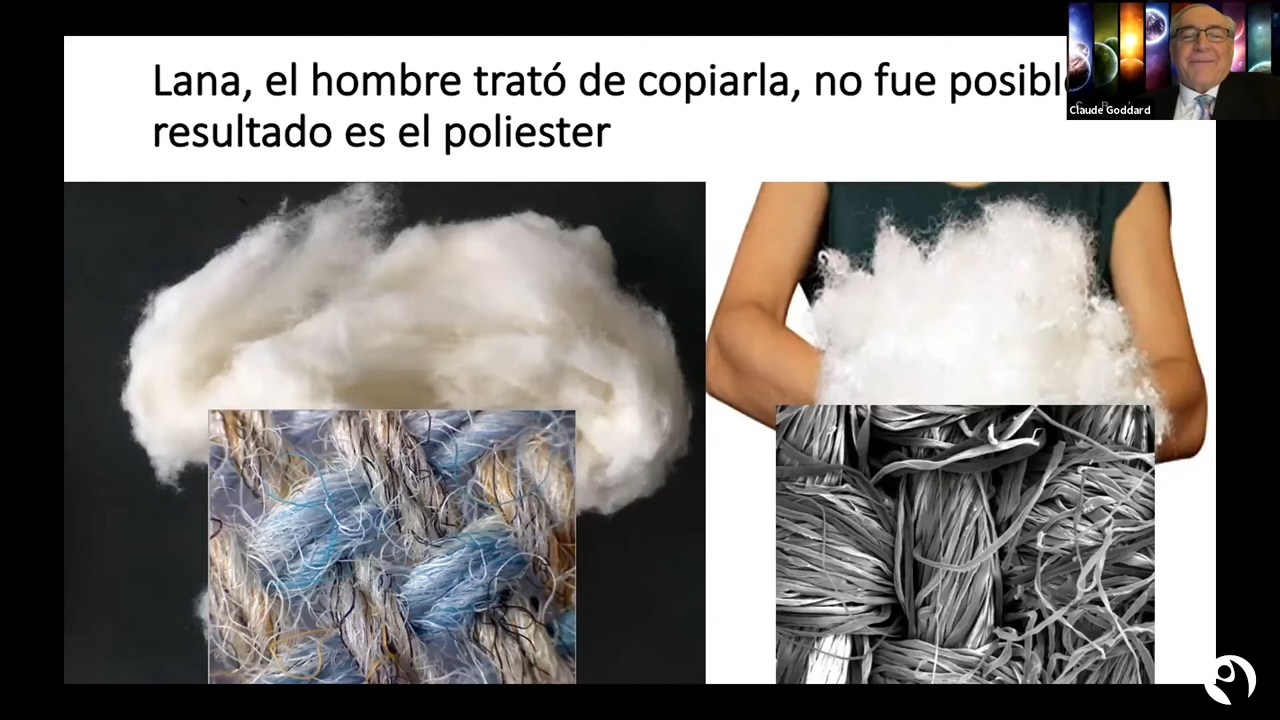 Lana, el hombre trató de copiarla, no fue posible
resultado es el poliester
Claude Goddard